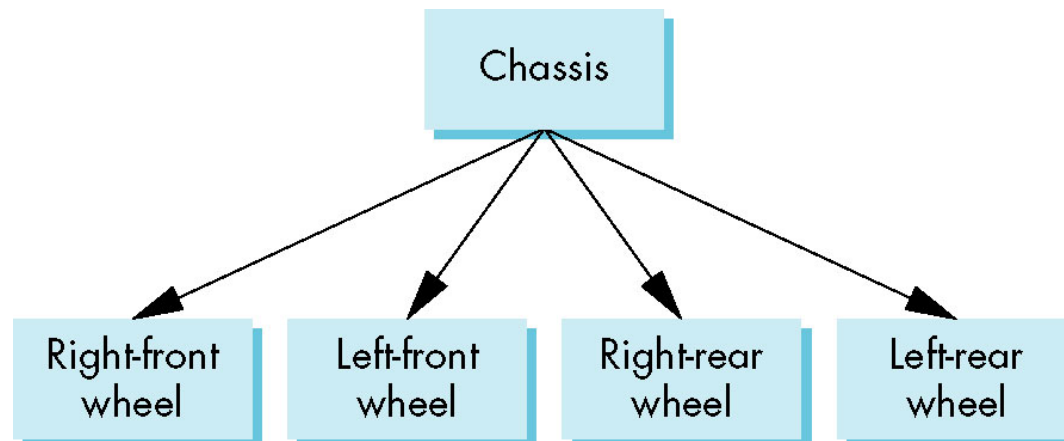 Chassis
Right-front
wheel
Left-front
wheel
Right-rear
wheel
Left-rear
wheel